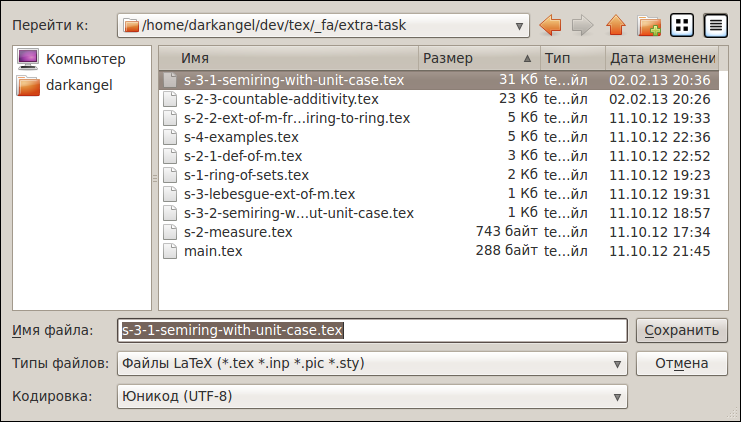 Перейти к: /home/darkangel/dev/tex/_fa/extra-task
Компьютер
darkangel
Имя Размер Тип Дата изменени
s-3-1-semiring-with-unit-case.tex 31 Кб te...йл 02.02.13 20:36
s-2-3-countable-additivity.tex 23 Кб te...йл 02.02.13 20:26
s-2-2-ext-of-m-fr...iring-to-ring.tex 5 Кб te...йл 11.10.12 19:33
s-4-examples.tex 5 Кб te...йл 11.10.12 22:36
s-2-1-def-of-m.tex 3 Кб te...йл 11.10.12 22:52
s-1-ring-of-sets.tex 2 Кб te...йл 11.10.12 19:23
s-3-lebesgue-ext-of-m.tex 1 Кб te...йл 11.10.12 19:31
s-3-2-semiring-w...ut-unit-case.tex 1 Кб te...йл 11.10.12 18:57
s-2-measure.tex 743 байт te...йл 11.10.12 17:34
main.tex 288 байт te...йл 11.10.12 21:45
Имя файла: s-3-1-semiring-with-unit-case.tex Сохранить
Типы файлов: Файлы LaTeX (*.tex *.inp *.pic *.sty) Отмена
Кодировка: Юникод (UTF-8)